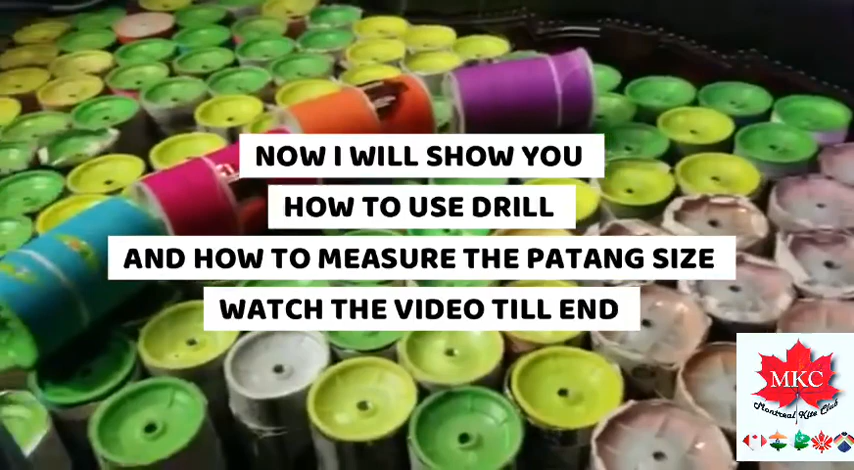 NOW I WILL SHOW YOU
HOW TO USE DRILL
AND HOW TO MEASURE THE PATANG SIZE
WATCH THE VIDEO TILL END
MKC
Montreal Kite Club